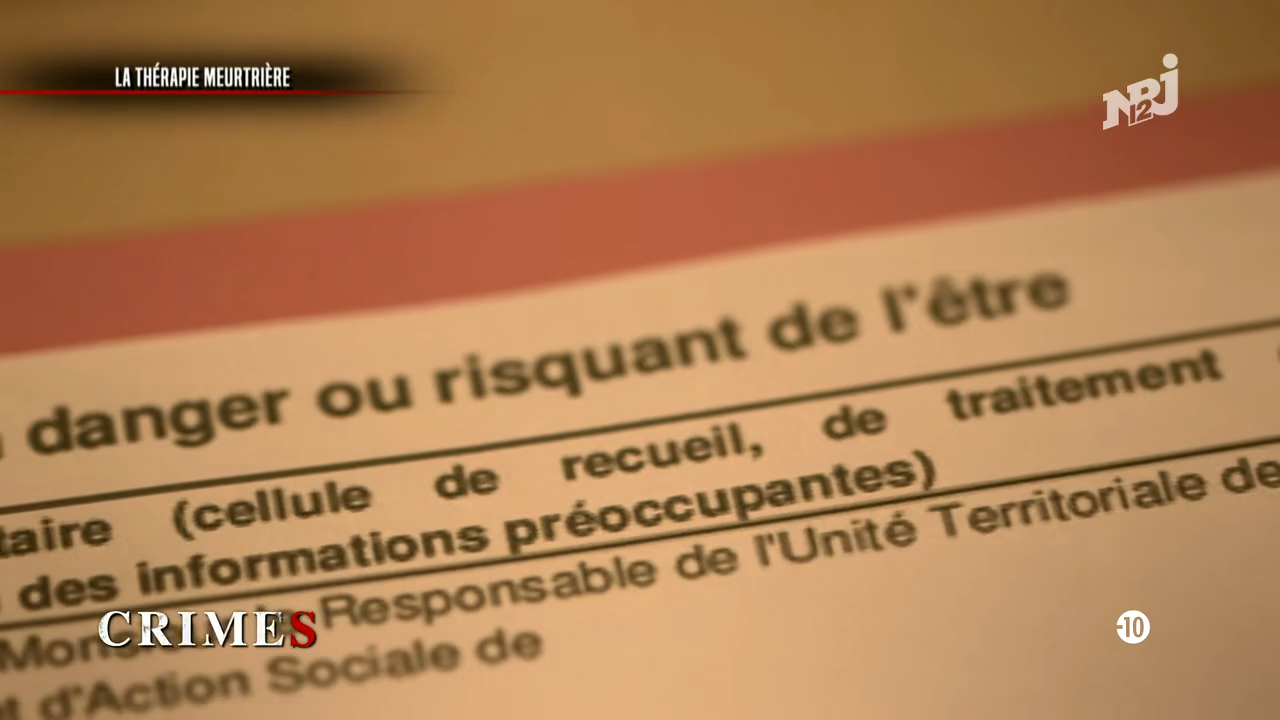 LA THÉRAPIE MEURTRIÈRE
NRJ 12
danger ou risquant de l'être
taire (cellule de recueil, de traitement
des informations préoccupantes)
Responsable de l'Unité Territoriale de
d'Action Sociale de
CRIMES
-10